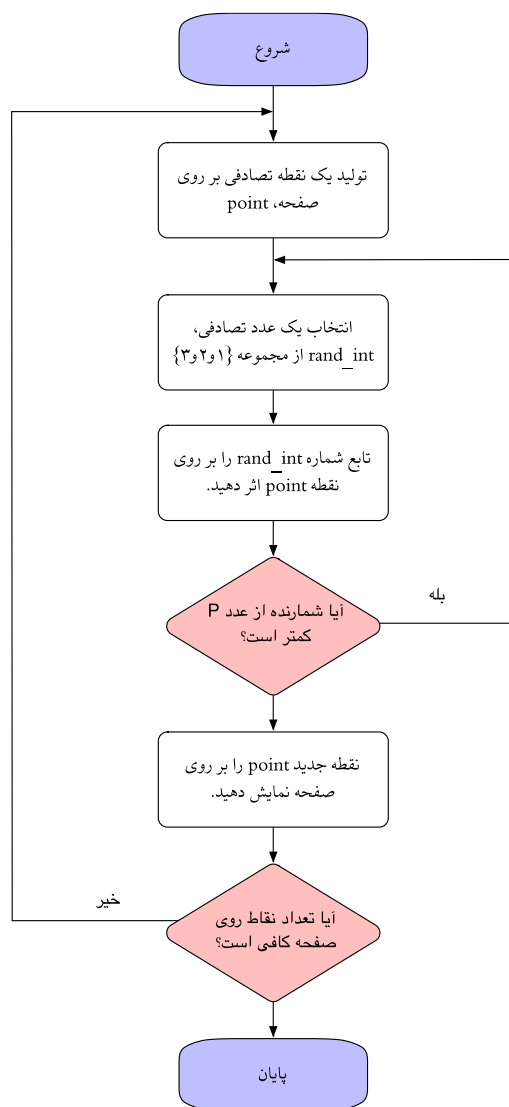 شروع
تولید یک نقطه تصادفی بر روی
صفحه، point
انتخاب یک عدد تصادفی،
rand_int از مجموعه {۱و۲و۳}
تابع شماره rand_int را بر روی
نقطه point اثر دهید.
آیا شمارنده از عدد P
کمتر است؟
بله
نقطه جدید point را بر روی
صفحه نمایش دهید.
آیا تعداد نقاط روی
صفحه کافی است؟
خیر
پایان